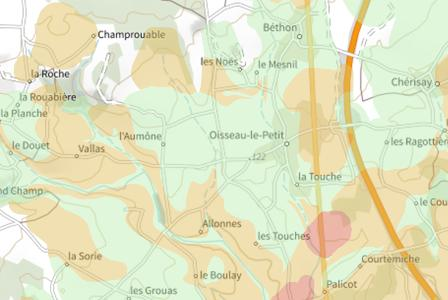 Béthon
Champrouable
les Noës
le Mesnil
la Roche
Chérisay
la Rouabière
la Planche
l'Aumône
Oisseau-le-Petit
le Douet
Vallas
les Ragottière
122
nd Champ
la Touche
le Cou
Allonnes
les Touches
la Sorie
Courtemiche
le Boulay
Palicot
les Grouas